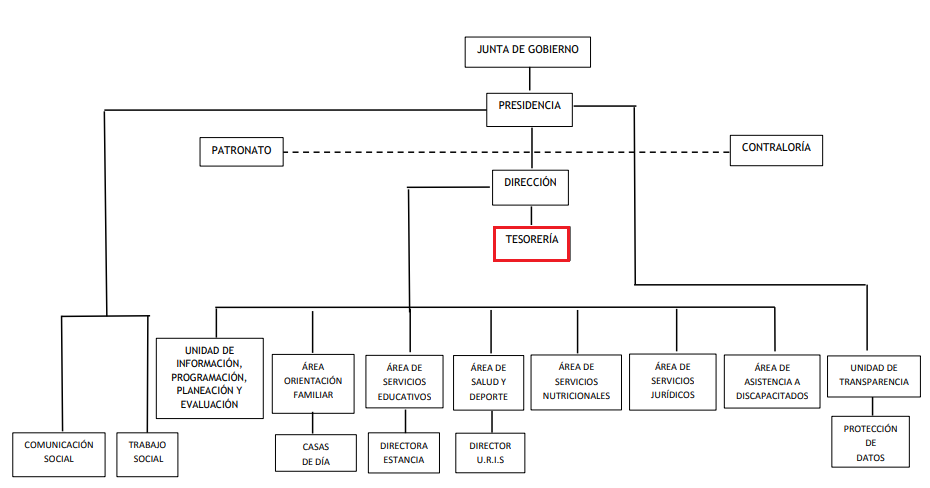 JUNTA DE GOBIERNO
PRESIDENCIA
PATRONATO
CONTRALORÍA
DIRECCIÓN
TESORERÍA
UNIDAD DE
INFORMACIÓN,
PROGRAMACIÓN,
PLANEACIÓN Y
EVALUACIÓN
ÁREA
ORIENTACIÓN
FAMILIAR
ÁREA DE
SERVICIOS
EDUCATIVOS
ÁREA DE
SALUD Y
DEPORTE
ÁREA DE
SERVICIOS
NUTRICIONALES
ÁREA DE
SERVICIOS
JURÍDICOS
ÁREA DE
ASISTENCIA A
DISCAPACITADOS
UNIDAD DE
TRANSPARENCIA
COMUNICACIÓN
SOCIAL
TRABAJO
SOCIAL
CASAS
DE DÍA
DIRECTORA
ESTANCIA
DIRECTOR
U.R.I.S
PROTECCIÓN
DE
DATOS